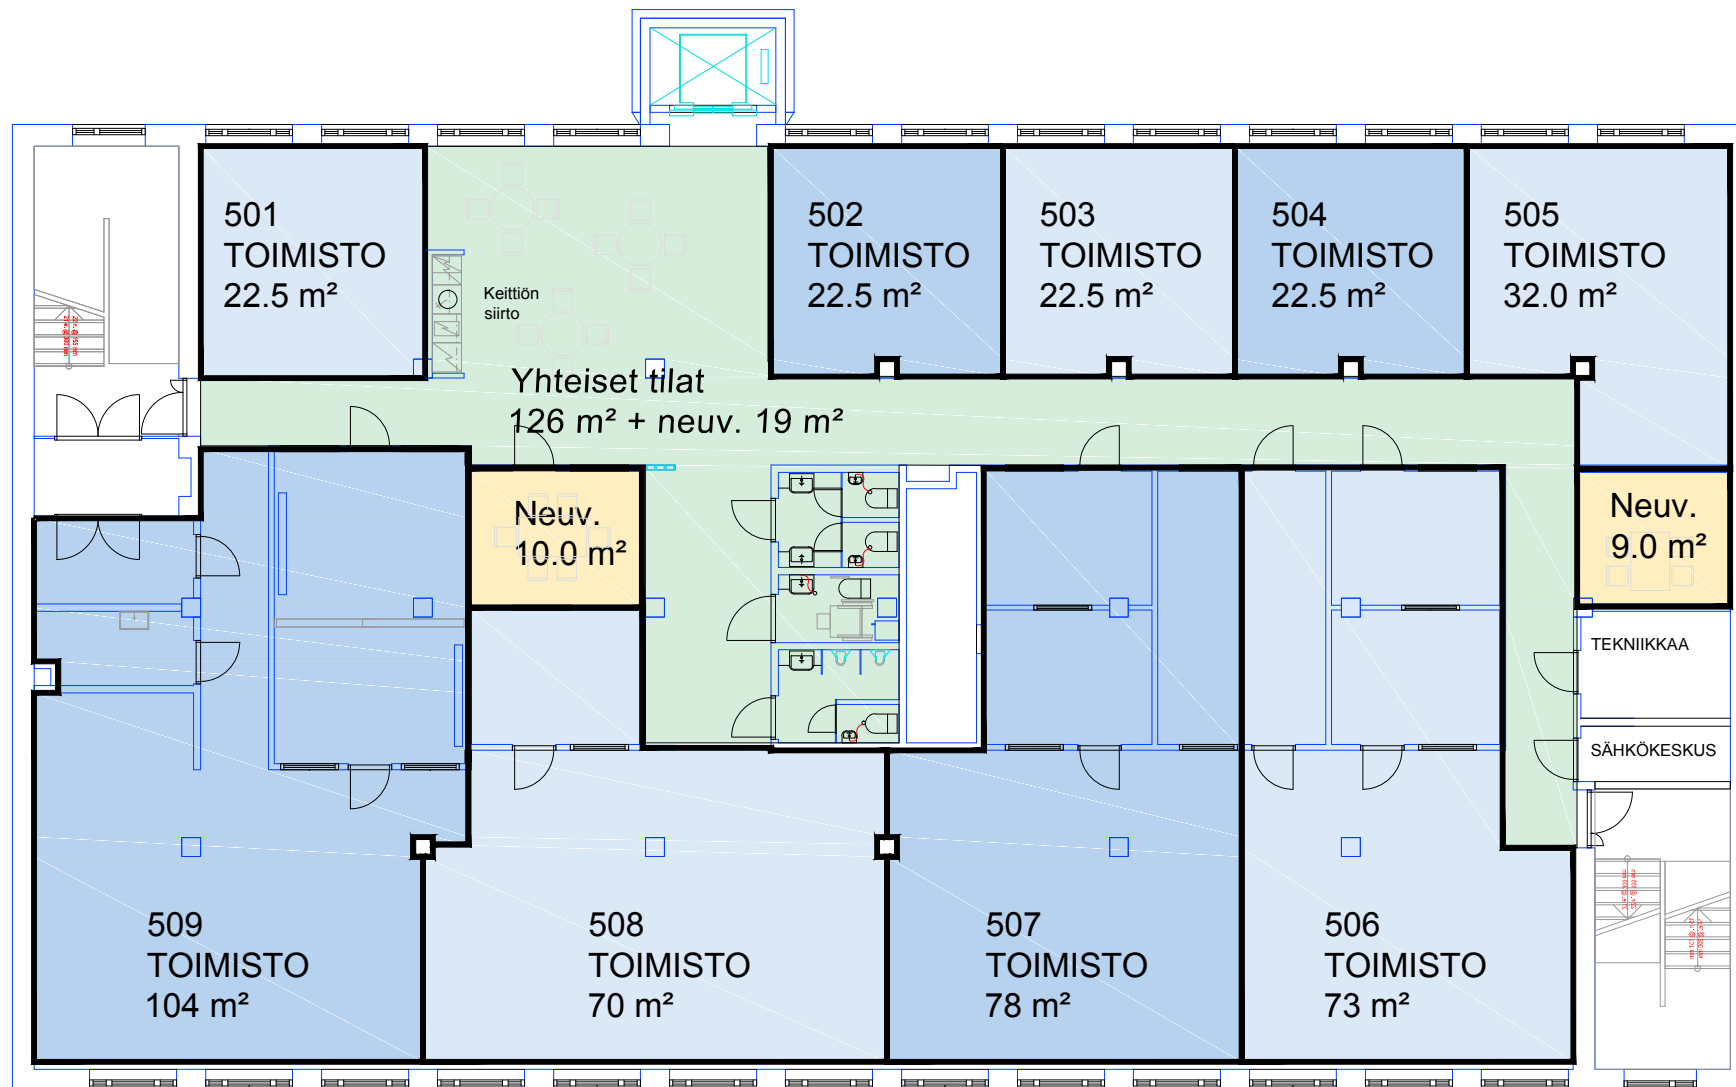 501
TOIMISTO
22.5 m²
Keittiön
siirto
502
TOIMISTO
22.5 m²
503
TOIMISTO
22.5 m²
504
TOIMISTO
22.5 m²
505
TOIMISTO
32.0 m²
Yhteiset tilat
126 m² + neuv. 19 m²
Neuv.
10.0 m²
Neuv.
9.0 m²
TEKNIIKKAA
SÄHKÖKESKUS
509
TOIMISTO
104 m²
508
TOIMISTO
70 m²
507
TOIMISTO
78 m²
506
TOIMISTO
73 m²